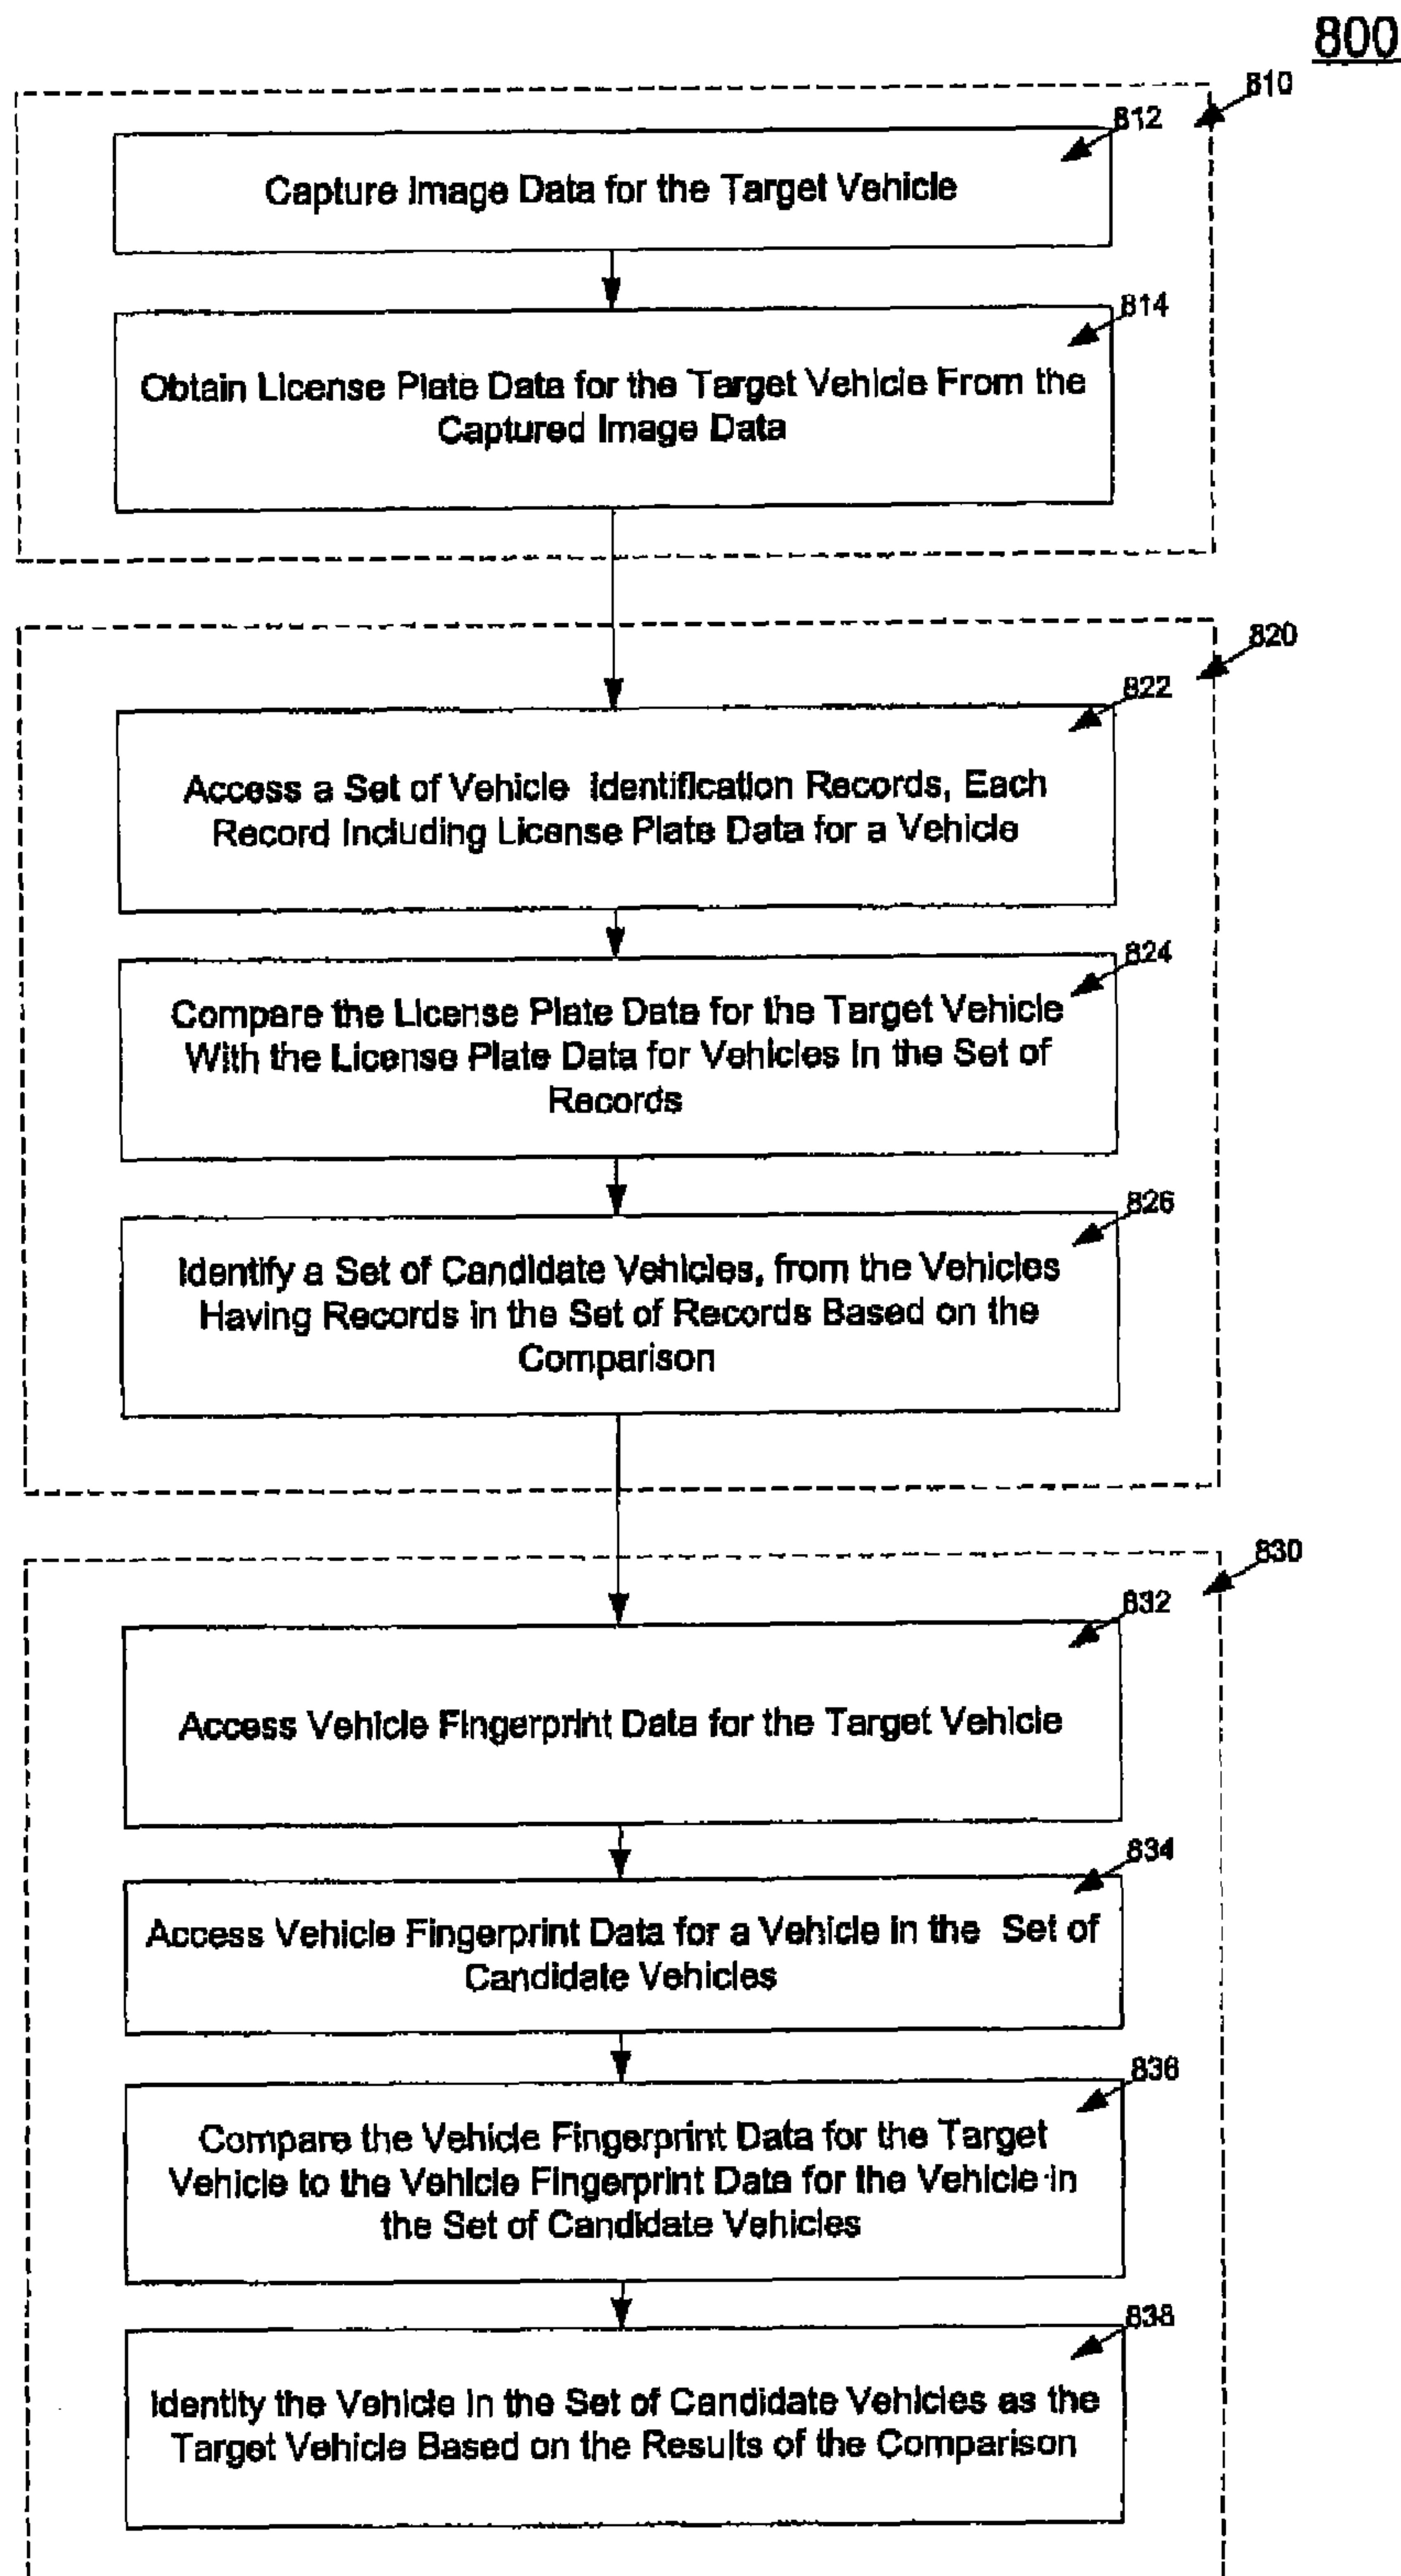 800
810
812
Capture Image Data for the Target Vehicle
814
Obtain License Plate Data for the Target Vehicle From the
Captured Image Data
820
822
Access a Set of Vehicle Identification Records, Each
Record Including License Plate Data for a Vehicle
824
Compare the License Plate Data for the Target Vehicle
With the License Plate Data for Vehicles in the Set of
Records
826
Identify a Set of Candidate Vehicles, from the Vehicles
Having Records in the Set of Records Based on the
Comparison
830
832
Access Vehicle Fingerprint Data for the Target Vehicle
834
Access Vehicle Fingerprint Data for a Vehicle in the Set of
Candidate Vehicles
836
Compare the Vehicle Fingerprint Data for the Target
Vehicle to the Vehicle Fingerprint Data for the Vehicle in
the Set of Candidate Vehicles
838
Identity the Vehicle in the Set of Candidate Vehicles as the
Target Vehicle Based on the Results of the Comparison